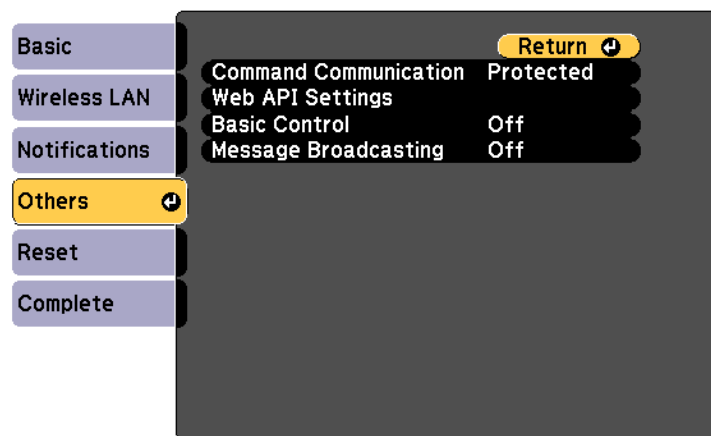 Basic
Wireless LAN
Notifications
Others
Reset
Complete
Return
Command Communication Protected
Web API Settings
Basic Control Off
Message Broadcasting Off